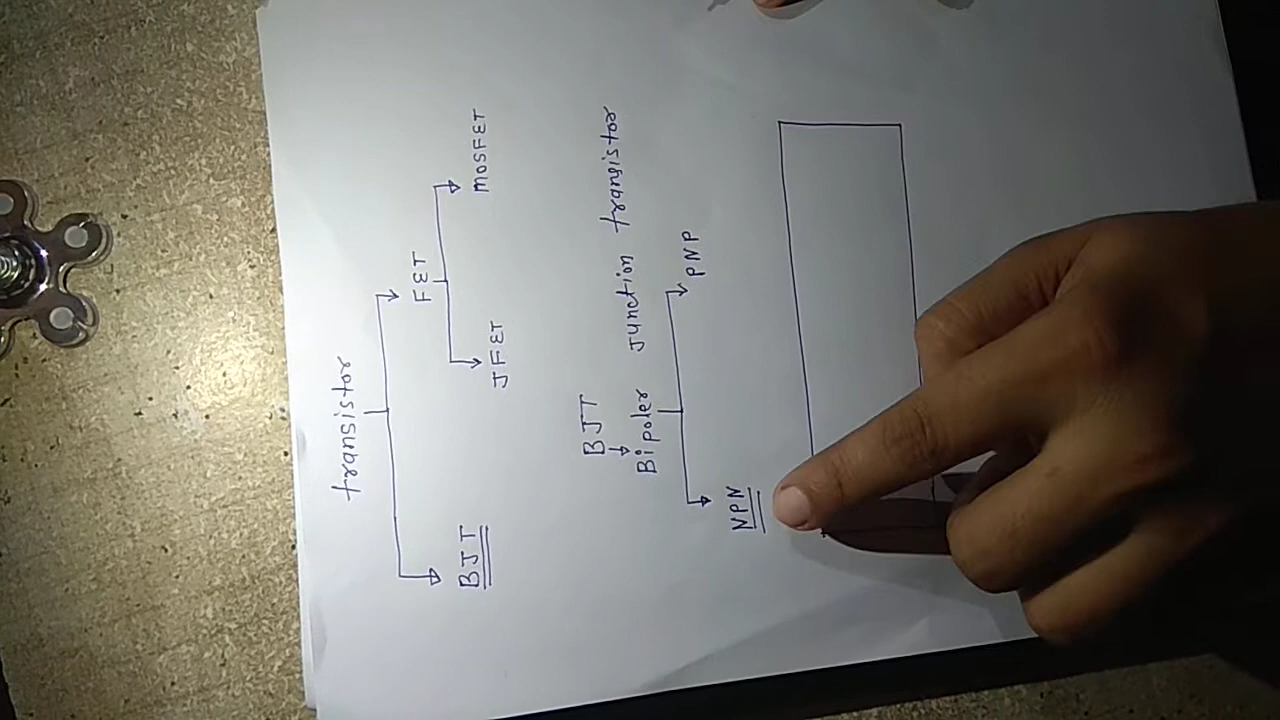 transistor
BJT FET
JFET MOSFET
BJT
Bipoler Junction transistor
NPN PNP